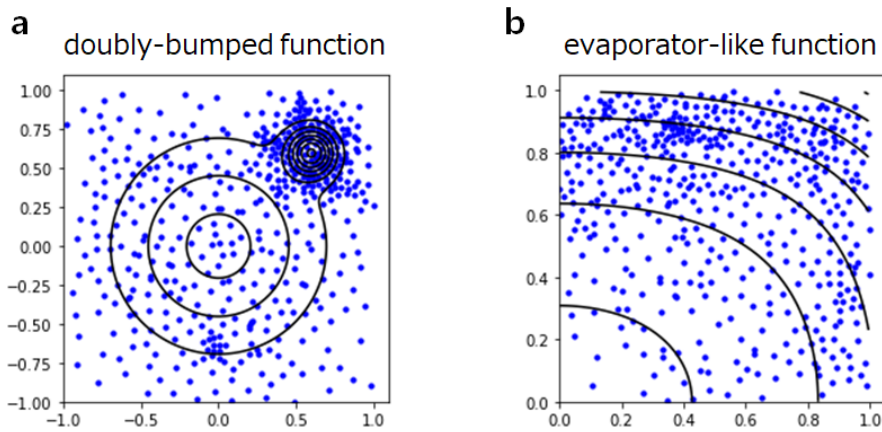 a
doubly-bumped function
1.00
0.75
0.50
0.25
0.00
−0.25
−0.50
−0.75
−1.00
−1.0 −0.5 0.0 0.5 1.0
b
evaporator-like function
1.0
0.8
0.6
0.4
0.2
0.0
0.0 0.2 0.4 0.6 0.8 1.0